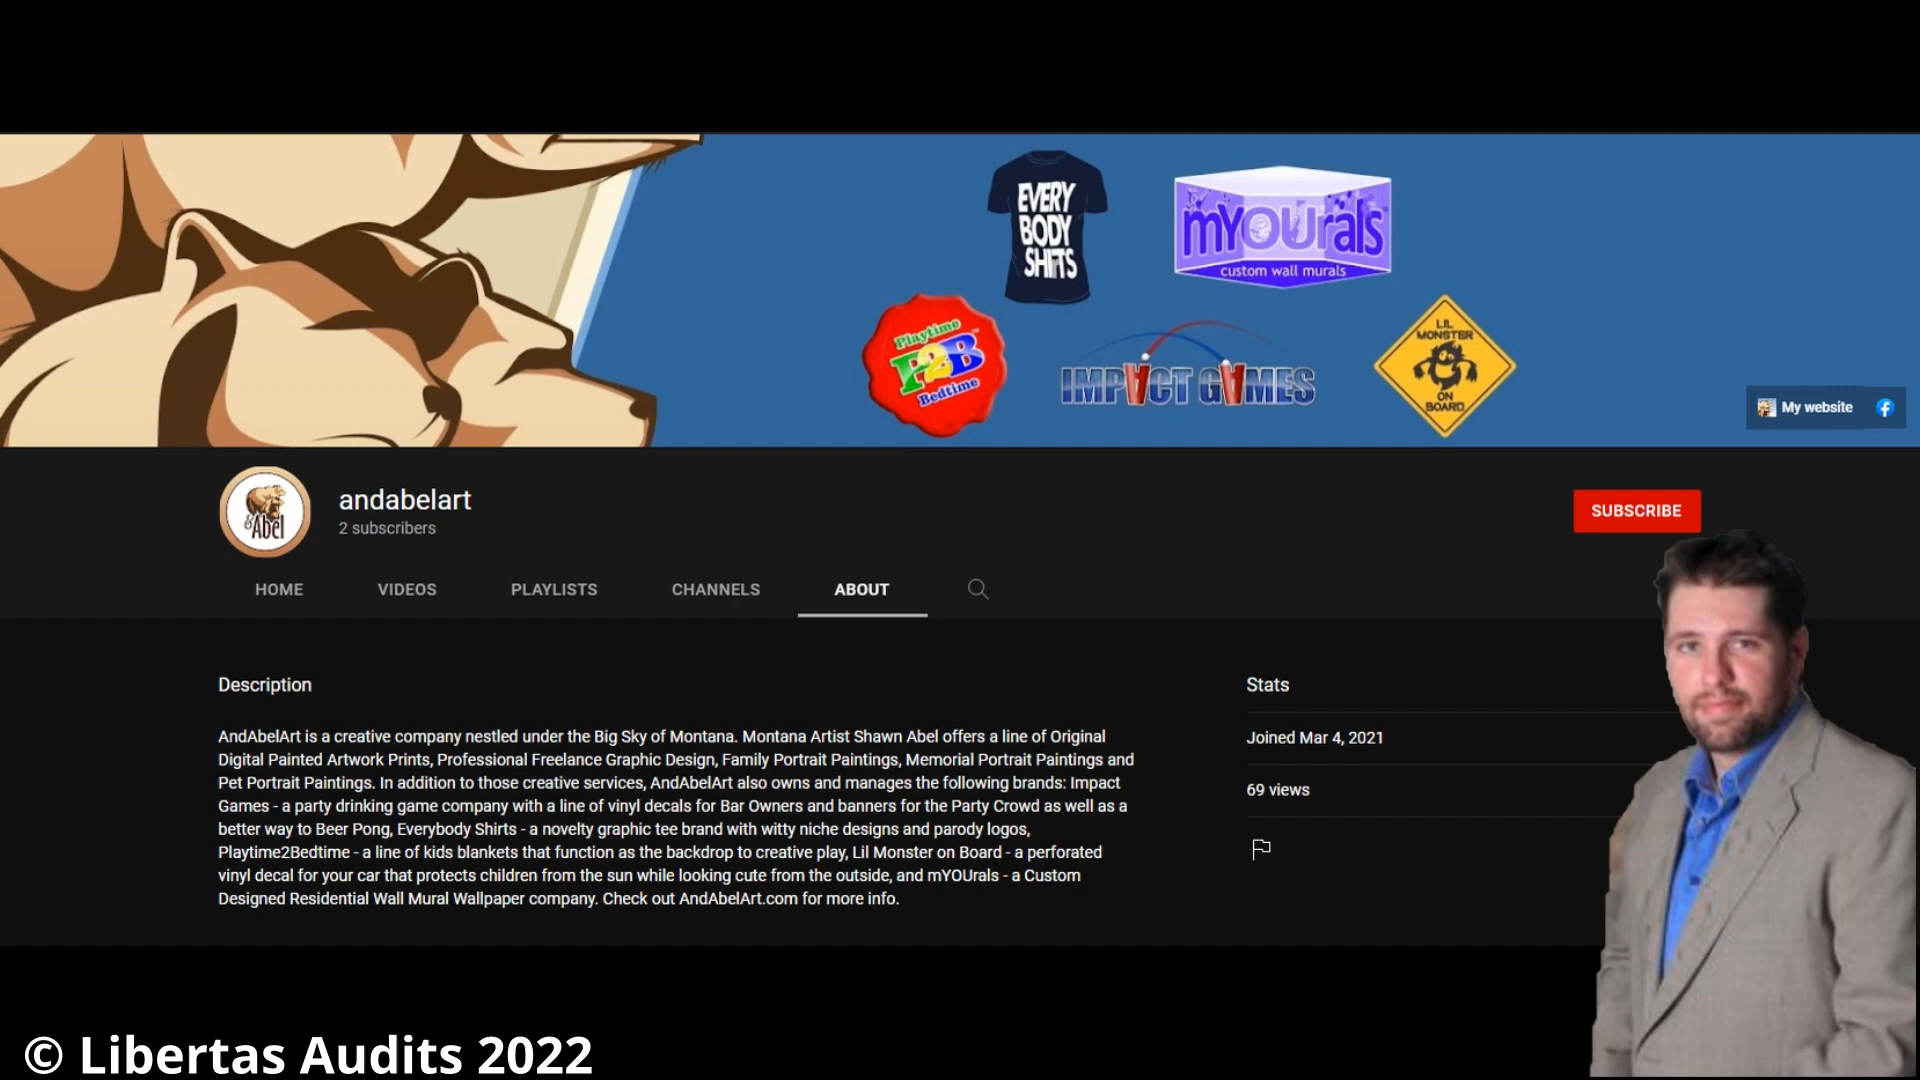 EVERY
BODY
SHIRTS
mYOUrals
custom wall murals
Playtime
P2B
Bedtime
IMPACT GAMES
LIL
MONSTER
ON
BOARD
My website
& Abel
andabelart
2 subscribers
SUBSCRIBE
HOME VIDEOS PLAYLISTS CHANNELS ABOUT
Description
AndAbelArt is a creative company nestled under the Big Sky of Montana. Montana Artist Shawn Abel offers a line of Original
Digital Painted Artwork Prints, Professional Freelance Graphic Design, Family Portrait Paintings, Memorial Portrait Paintings and
Pet Portrait Paintings. In addition to those creative services, AndAbelArt also owns and manages the following brands: Impact
Games - a party drinking game company with a line of vinyl decals for Bar Owners and banners for the Party Crowd as well as a
better way to Beer Pong, Everybody Shirts - a novelty graphic tee brand with witty niche designs and parody logos,
Playtime2Bedtime - a line of kids blankets that function as the backdrop to creative play, Lil Monster on Board - a perforated
vinyl decal for your car that protects children from the sun while looking cute from the outside, and mYOUrals - a Custom
Designed Residential Wall Mural Wallpaper company. Check out AndAbelArt.com for more info.
Stats
Joined Mar 4, 2021
69 views
© Libertas Audits 2022